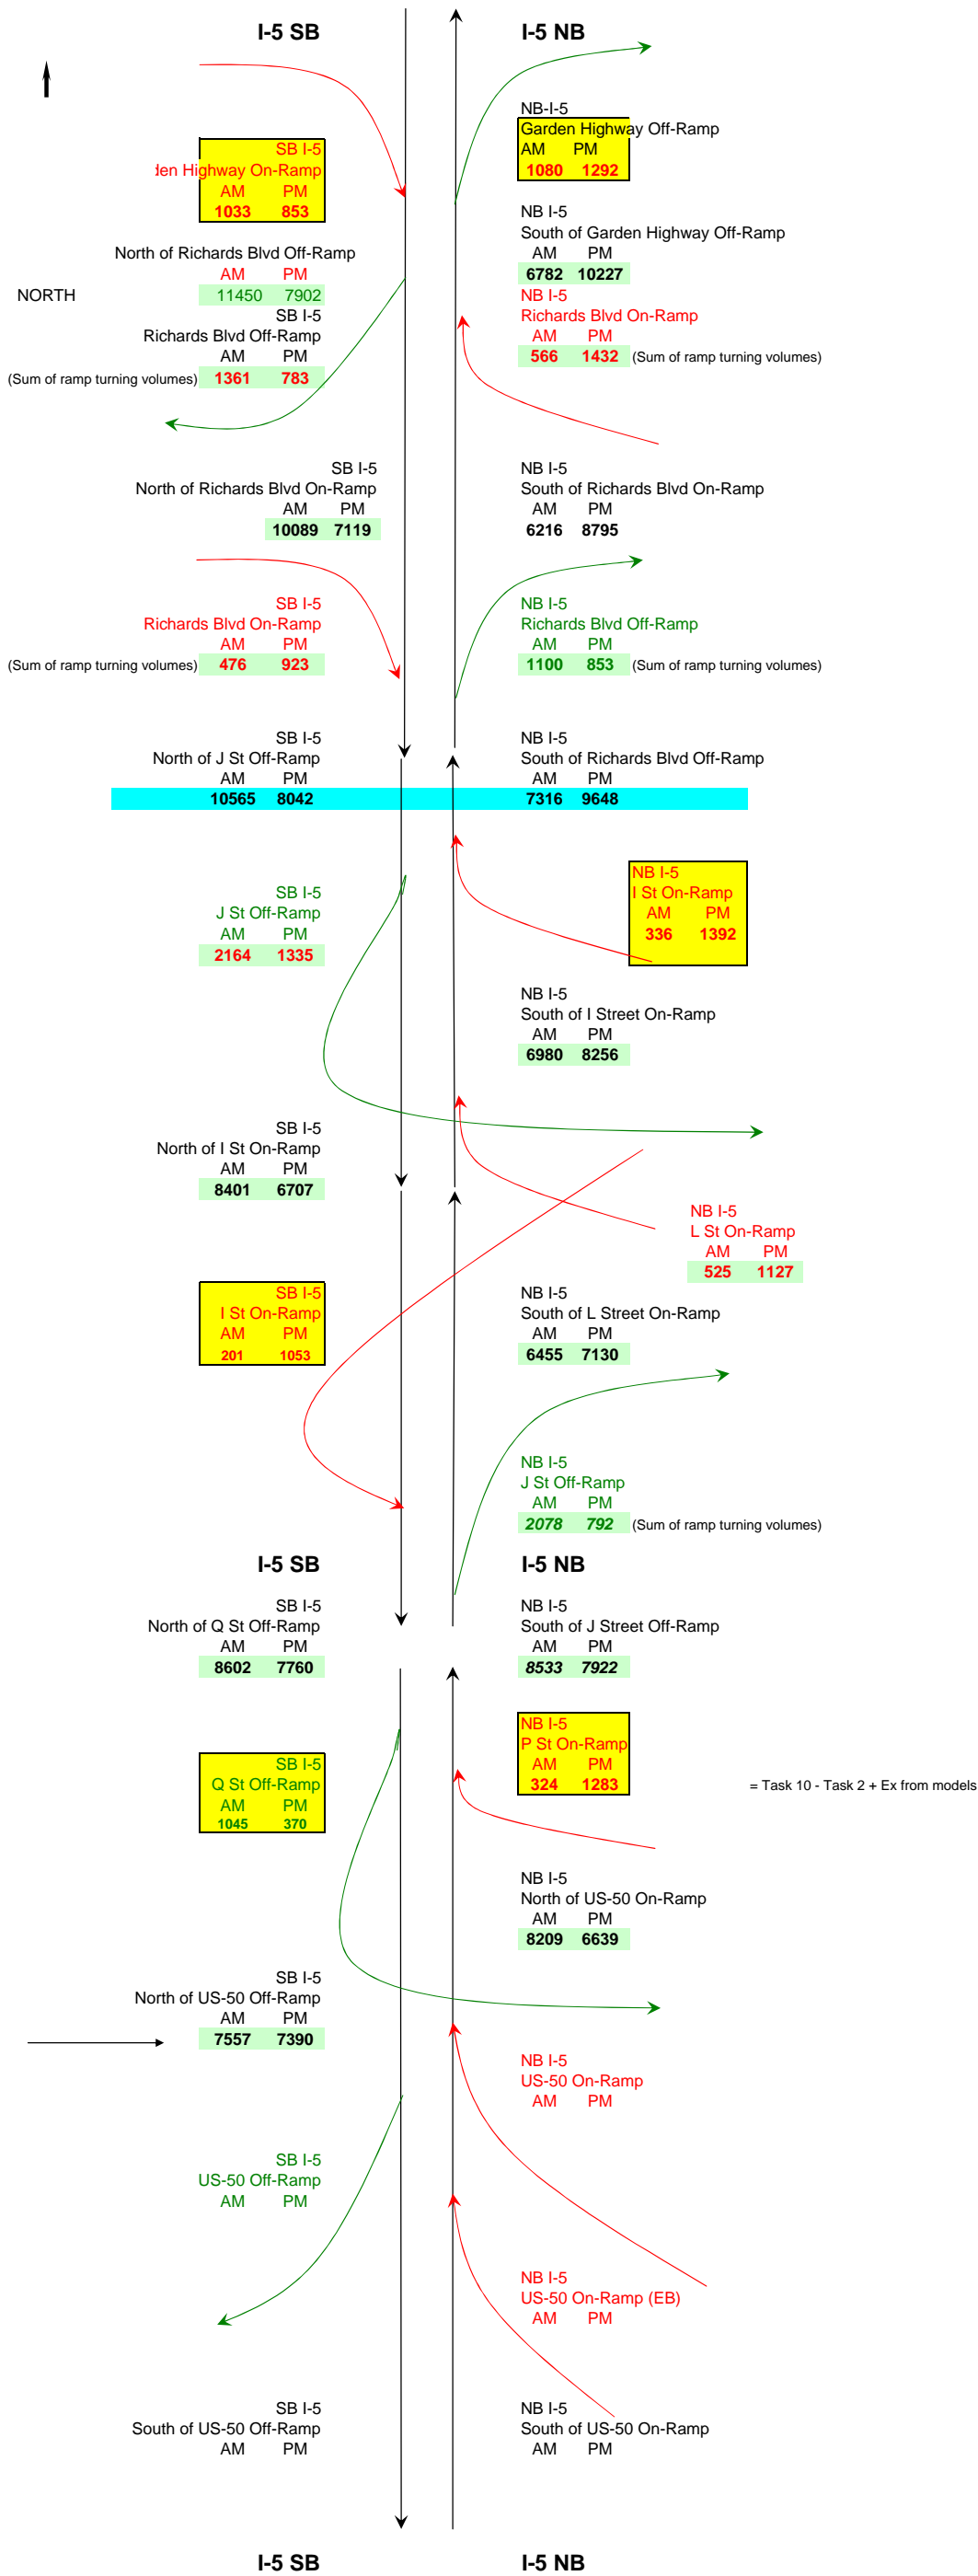 I-5 SB I-5 NB
NB-I-5
Garden Highway Off-Ramp
AM PM
1080 1292
SB I-5
den Highway On-Ramp
AM PM
1033 853
NB I-5
South of Garden Highway Off-Ramp
AM PM
6782 10227
North of Richards Blvd Off-Ramp
AM PM
NORTH
11450 7902
SB I-5
Richards Blvd Off-Ramp
AM PM
(Sum of ramp turning volumes) 1361 783
NB I-5
Richards Blvd On-Ramp
AM PM
566 1432 (Sum of ramp turning volumes)
SB I-5
North of Richards Blvd On-Ramp
AM PM
10089 7119
NB I-5
South of Richards Blvd On-Ramp
AM PM
6216 8795
SB I-5
Richards Blvd On-Ramp
AM PM
(Sum of ramp turning volumes) 476 923
NB I-5
Richards Blvd Off-Ramp
AM PM
1100 853 (Sum of ramp turning volumes)
SB I-5
North of J St Off-Ramp
AM PM
10565 8042
NB I-5
South of Richards Blvd Off-Ramp
AM PM
7316 9648
NB I-5
I St On-Ramp
AM PM
336 1392
SB I-5
J St Off-Ramp
AM PM
2164 1335
NB I-5
South of I Street On-Ramp
AM PM
6980 8256
SB I-5
North of I St On-Ramp
AM PM
8401 6707
NB I-5
L St On-Ramp
AM PM
525 1127
SB I-5
I St On-Ramp
AM PM
201 1053
NB I-5
South of L Street On-Ramp
AM PM
6455 7130
NB I-5
J St Off-Ramp
AM PM
2078 792 (Sum of ramp turning volumes)
I-5 SB I-5 NB
SB I-5
North of Q St Off-Ramp
AM PM
8602 7760
NB I-5
South of J Street Off-Ramp
AM PM
8533 7922
NB I-5
P St On-Ramp
AM PM
324 1283
= Task 10 - Task 2 + Ex from models
SB I-5
Q St Off-Ramp
AM PM
1045 370
NB I-5
North of US-50 On-Ramp
AM PM
8209 6639
SB I-5
North of US-50 Off-Ramp
AM PM
7557 7390
NB I-5
US-50 On-Ramp
AM PM
SB I-5
US-50 Off-Ramp
AM PM
NB I-5
US-50 On-Ramp (EB)
AM PM
SB I-5
South of US-50 Off-Ramp
AM PM
NB I-5
South of US-50 On-Ramp
AM PM
I-5 SB I-5 NB